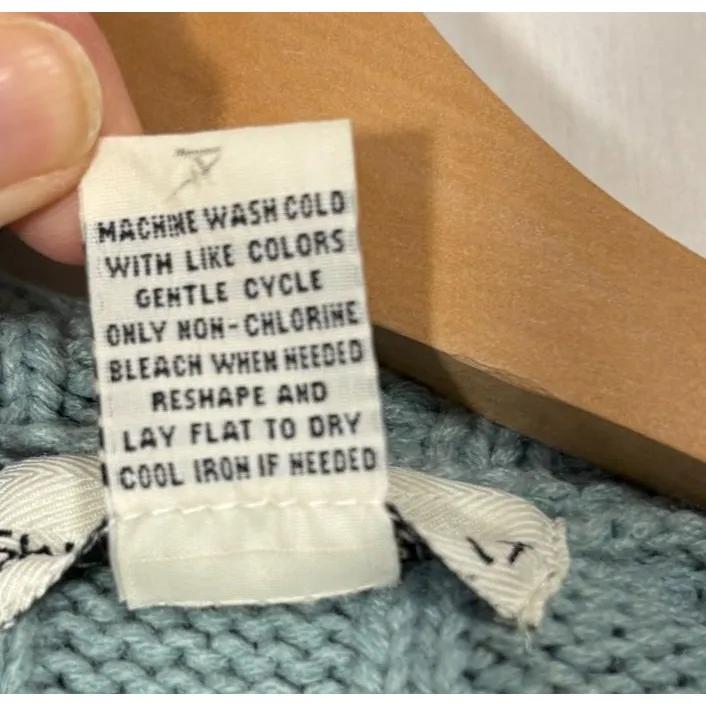 MACHINE WASH COLD
WITH LIKE COLORS
GENTLE CYCLE
ONLY NON-CHLORINE
BLEACH WHEN NEEDED
RESHAPE AND
LAY FLAT TO DRY
COOL IRON IF NEEDED